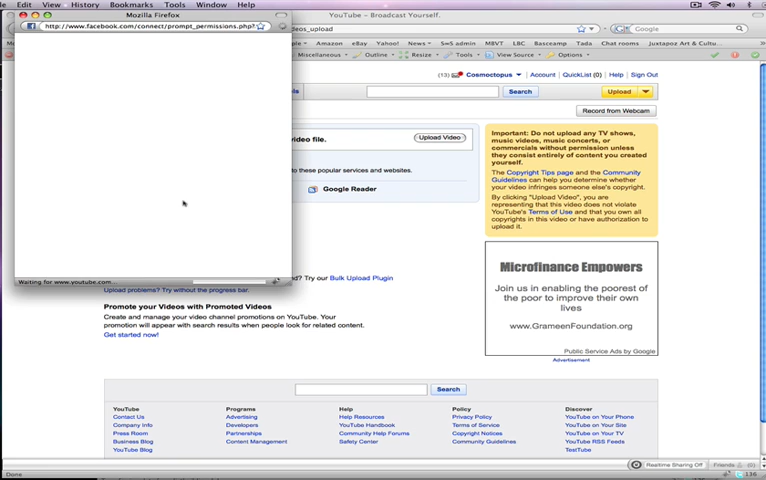 le Edit View History Bookmarks Tools Window Help
Mozilla Firefox
http://www.facebook.com/connect/prompt_permissions.php?
YouTube – Broadcast Yourself.
eos_upload
Google
ple Amazon eBay Yahoo! News SwS admin MBVT LBC Basecamp Tada Chat rooms Juxtapoz Art & Cultu...
Miscellaneous Outline Resize Tools View Source Options
(13) Cosmoctopus Account QuickList (0) Help Sign Out
ls Search Upload
Record from Webcam
video file. Upload Video
to these popular services and websites.
Google Reader
Important: Do not upload any TV shows,
music videos, music concerts, or
commercials without permission unless
they consist entirely of content you created
yourself.
The Copyright Tips page and the Community
Guidelines can help you determine whether
your video infringes someone else's copyright.
By clicking "Upload Video", you are
representing that this video does not violate
YouTube's Terms of Use and that you own all
copyrights in this video or have authorization to
upload it.
Waiting for www.youtube.com...
nd? Try our Bulk Upload Plugin
Upload problems? Try without the progress bar.
Promote your Videos with Promoted Videos
Create and manage your video channel promotions on YouTube. Your
promotion will appear with search results when people look for related content.
Get started now!
Microfinance Empowers
Join us in enabling the poorest of
the poor to improve their own
lives
www.GrameenFoundation.org
Public Service Ads by Google
Advertisement
Search
YouTube Programs Help Policy Discover
Contact Us Advertising Help Resources Privacy Policy YouTube on Your Phone
Company Info Developers YouTube Handbook Terms of Service YouTube on Your Site
Press Room Partnerships Community Help Forums Copyright Notices YouTube on Your TV
Business Blog Content Management Safety Center Community Guidelines YouTube RSS Feeds
YouTube Blog TestTube
Realtime Sharing Off Friends (0)
Done 136